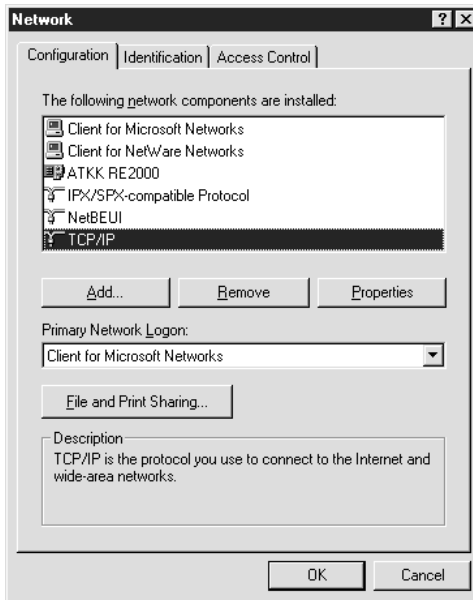 Network
? X
Configuration Identification Access Control
The following network components are installed:
Client for Microsoft Networks
Client for NetWare Networks
ATKK RE2000
IPX/SPX-compatible Protocol
NetBEUI
TCP/IP
Add... Remove Properties
Primary Network Logon:
Client for Microsoft Networks
File and Print Sharing...
Description
TCP/IP is the protocol you use to connect to the Internet and
wide-area networks.
OK Cancel